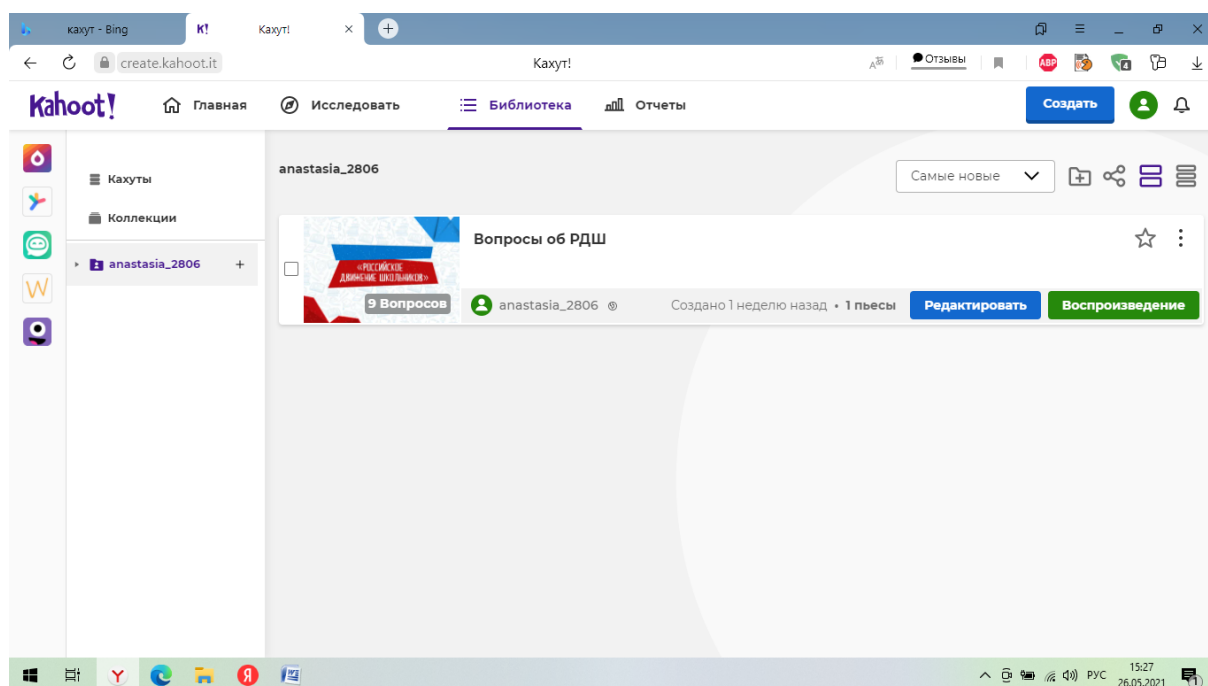 кахут - Bing
K! Кахут!
create.kahoot.it
Кахут!
Отзывы
ABP
4
Kahoot!
Главная
Исследовать
Библиотека
Отчеты
Создать
Кахуты
Коллекции
anastasia_2806 +
anastasia_2806
Самые новые
«РОССИЙСКОЕ
ДВИЖЕНИЕ ШКОЛЬНИКОВ»
9 Вопросов
Вопросы об РДШ
anastasia_2806
Создано 1 неделю назад • 1 пьесы
Редактировать
Воспроизведение
W
Y
Я
W
РУС
15:27
26.05.2021
1